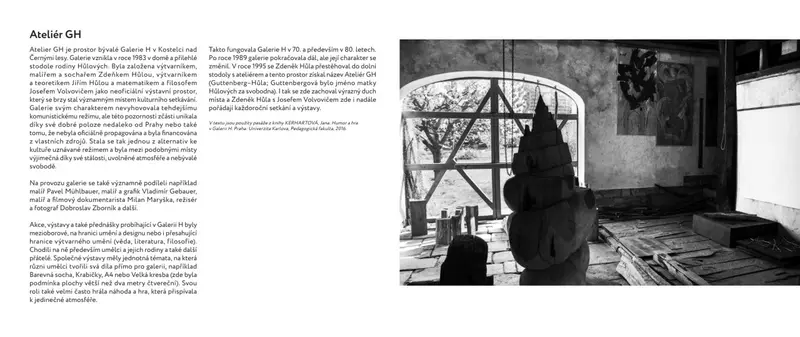 Ateliér GH
Atelier GH je prostor bývalé Galerie H v Kostelci nad
Černými lesy. Galerie vznikla v roce 1983 v domě a přilehlé
stodole rodiny Hůlových. Byla založena výtvarníkem,
malířem a sochařem Zdeňkem Hůlou, výtvarníkem
a teoretikem Jiřím Hůlou a matematikem a filosofem
Josefem Volvovičem jako neoficiální výstavní prostor,
který se brzy stal významným místem kulturního setkávání.
Galerie svým charakterem nevyhovovala tehdejšímu
komunistickému režimu, ale této pozornosti zčásti unikala
díky své dobré poloze nedaleko od Prahy nebo také
tomu, že nebyla oficiálně propagována a byla financována
z vlastních zdrojů. Stala se tak jednou z alternativ ke
kultuře uznávané režimem a byla mezi podobnými místy
výjimečná díky své stálosti, uvolněné atmosféře a nebývalé
svobodě.
Na provozu galerie se také významně podíleli například
malíř Pavel Mühlbauer, malíř a grafik Vladimír Gebauer,
malíř a filmový dokumentarista Milan Maryška, režisér
a fotograf Dobroslav Zborník a další.
Akce, výstavy a také přednášky probíhající v Galerii H byly
mezioborové, na hranici umění a designu nebo i přesahující
hranice výtvarného umění (věda, literatura, filosofie).
Chodili na ně především umělci a jejich rodiny a také další
přátelé. Společné výstavy měly jednotná témata, na která
různi umělci tvořili svá díla přímo pro galerii, například
Barevná socha, Krabičky, A4 nebo Velká kresba (zde byla
podmínka plochy větší než dva metry čtvereční). Svou
roli také velmi často hrála náhoda a hra, která přispívala
k jedinečné atmosféře.
Takto fungovala Galerie H v 70. a především v 80. letech.
Po roce 1989 galerie pokračovala dál, ale její charakter se
změnil. V roce 1995 se Zdeněk Hůla přestěhoval do dolní
stodoly s ateliérem a tento prostor získal název Ateliér GH
(Guttenberg–Hůla; Guttenbergová bylo jméno matky
Hůlových za svobodna). I tak se zde zachoval výrazný duch
místa a Zdeněk Hůla s Josefem Volvovičem zde i nadále
pořádají každoroční setkání a výstavy.
V textu jsou použity pasáže z knihy KERHARTOVÁ, Jana. Humor a hra
v Galerii H. Praha: Univerzita Karlova, Pedagogická fakulta, 2016.